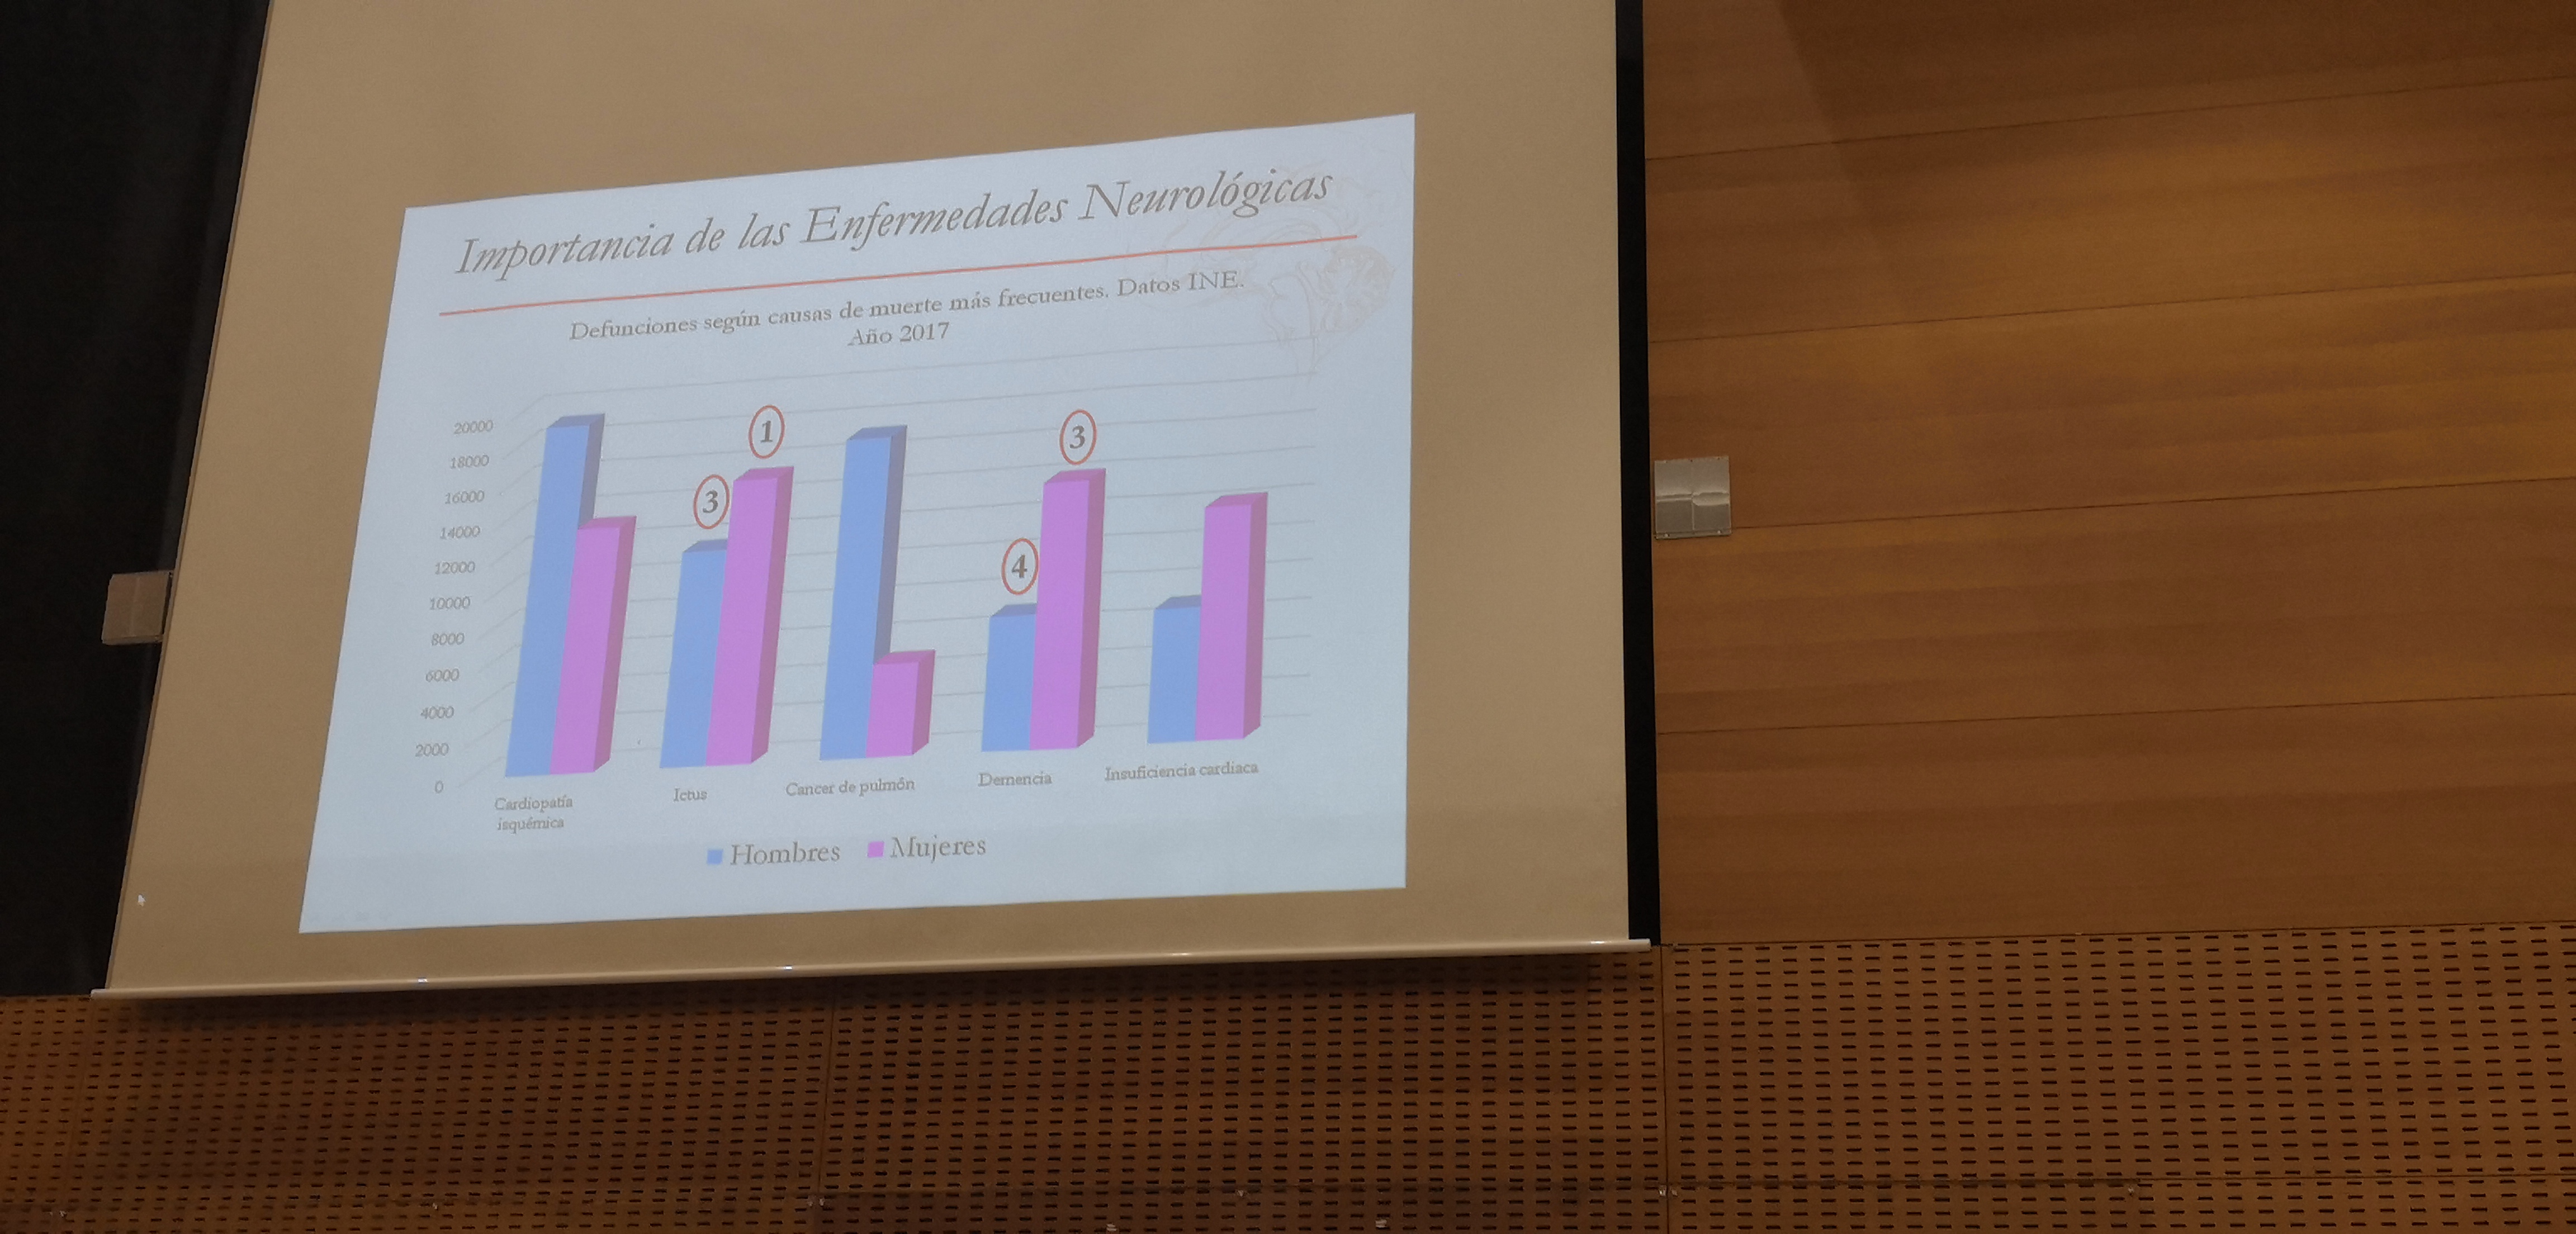 Importancia de las Enfermedades Neurológicas
Defunciones según causas de muerte más frecuentes. Datos INE.
Año 2017
20000
18000
16000
14000
12000
10000
8000
6000
4000
2000
0
3
1
4
3
Cardiopatía
isquémica
Ictus
Cancer de pulmón
Demencia
Insuficiencia cardiaca
Hombres
Mujeres